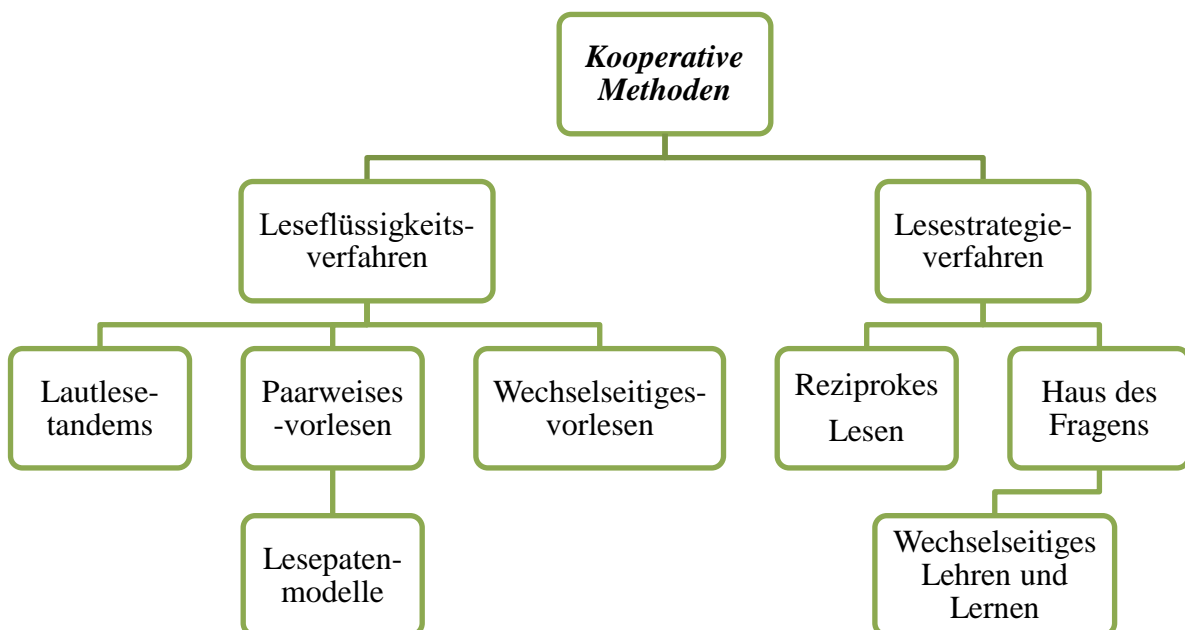 Kooperative
Methoden
Leseflüssigkeits-
verfahren
Lesestrategie-
verfahren
Lautlese-
tandems
Paarweises
-vorlesen
Wechselseitiges-
vorlesen
Reziprokes
Lesen
Haus des
Fragens
Lesepaten-
modelle
Wechselseitiges
Lehren und
Lernen